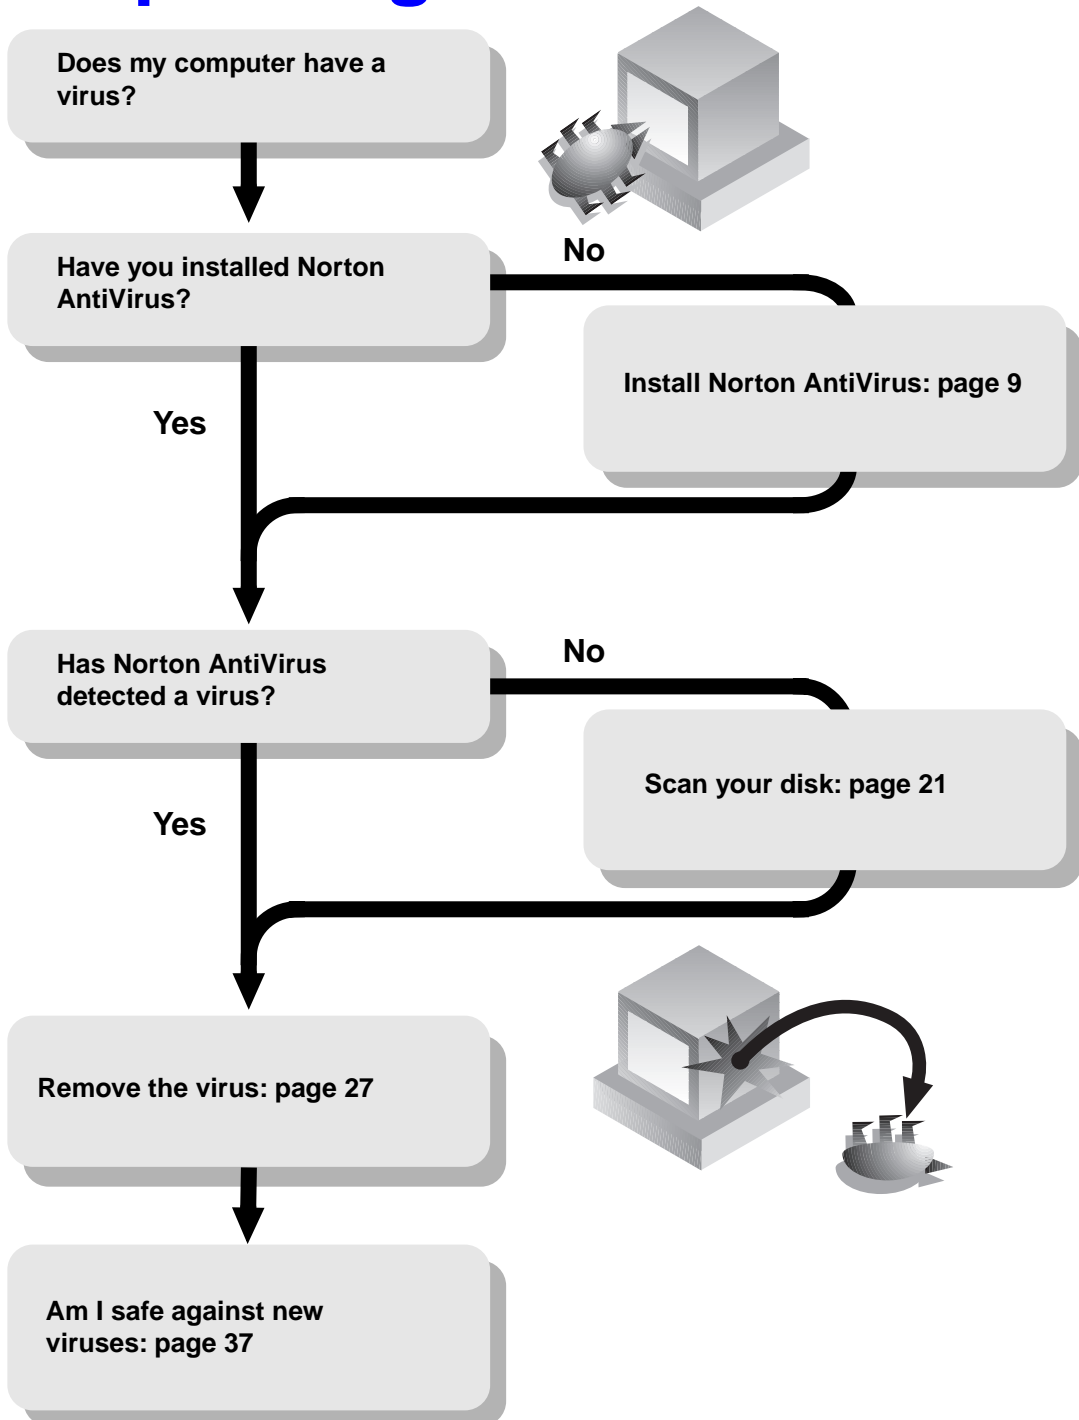 Does my computer have a
virus?
No
Have you installed Norton
AntiVirus?
Install Norton AntiVirus: page 9
Yes
No
Has Norton AntiVirus
detected a virus?
Scan your disk: page 21
Yes
Remove the virus: page 27
Am I safe against new
viruses: page 37